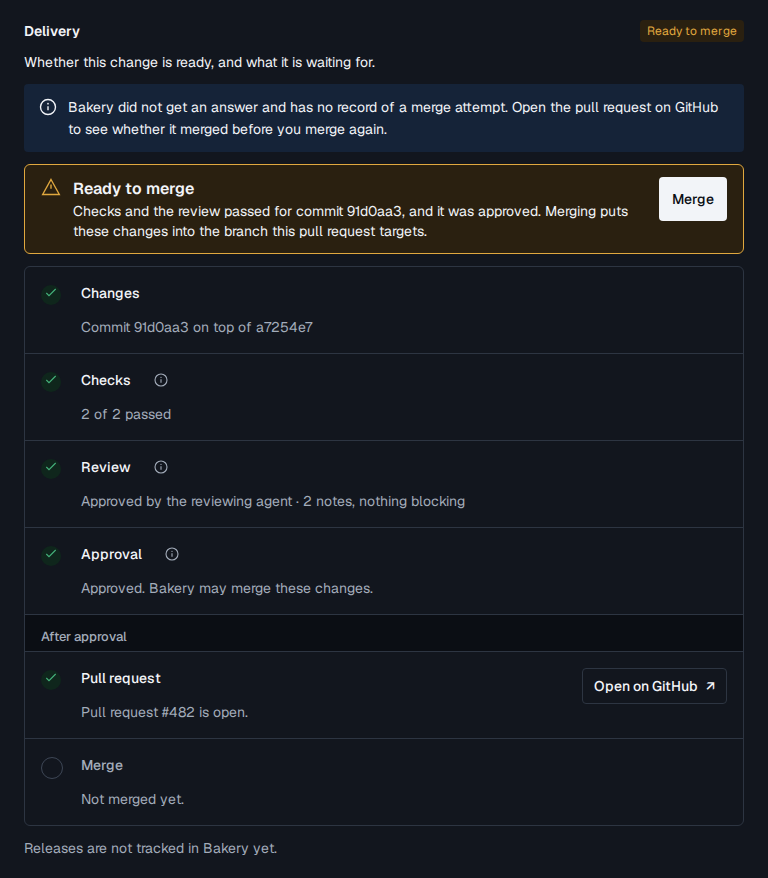 Delivery
Ready to merge
Whether this change is ready, and what it is waiting for.
Bakery did not get an answer and has no record of a merge attempt. Open the pull request on GitHub
to see whether it merged before you merge again.
Ready to merge
Checks and the review passed for commit 91d0aa3, and it was approved. Merging puts
these changes into the branch this pull request targets.
Merge
Changes
Commit 91d0aa3 on top of a7254e7
Checks
2 of 2 passed
Review
Approved by the reviewing agent · 2 notes, nothing blocking
Approval
Approved. Bakery may merge these changes.
After approval
Pull request
Pull request #482 is open.
Open on GitHub
Merge
Not merged yet.
Releases are not tracked in Bakery yet.